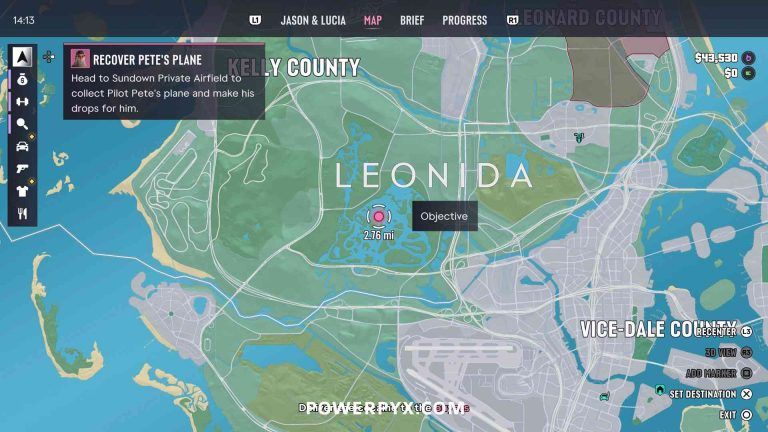 14:13
L1 JASON & LUCIA MAP BRIEF PROGRESS R1
LEONARD COUNTY
RECOVER PETE'S PLANE
Head to Sundown Private Airfield to
collect Pilot Pete's plane and make his
drops for him.
KELLY COUNTY
$43,530
$0
LEONIDA
Objective
2.76 mi
VICE-DALE COUNTY
RECENTER L3
3D VIEW R3
ADD MARKER
SET DESTINATION
EXIT
POWERPYX.COM